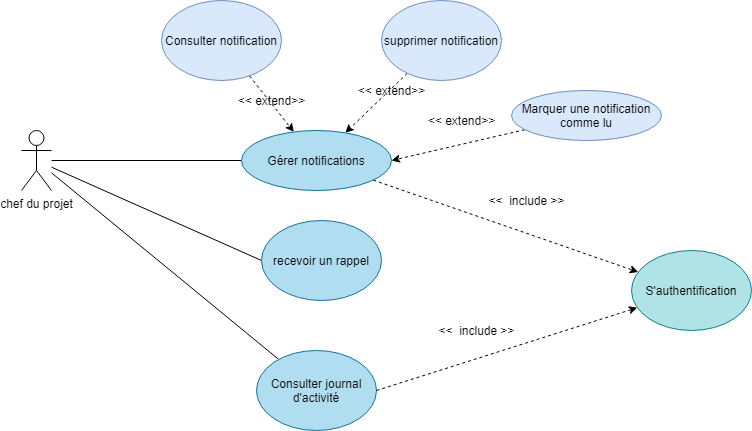 Consulter notification
supprimer notification
<< extend>>
<< extend>>
Marquer une notification
comme lu
<< extend>>
Gérer notifications
chef du projet
<< include >>
recevoir un rappel
S'authentification
<< include >>
Consulter journal
d'activité